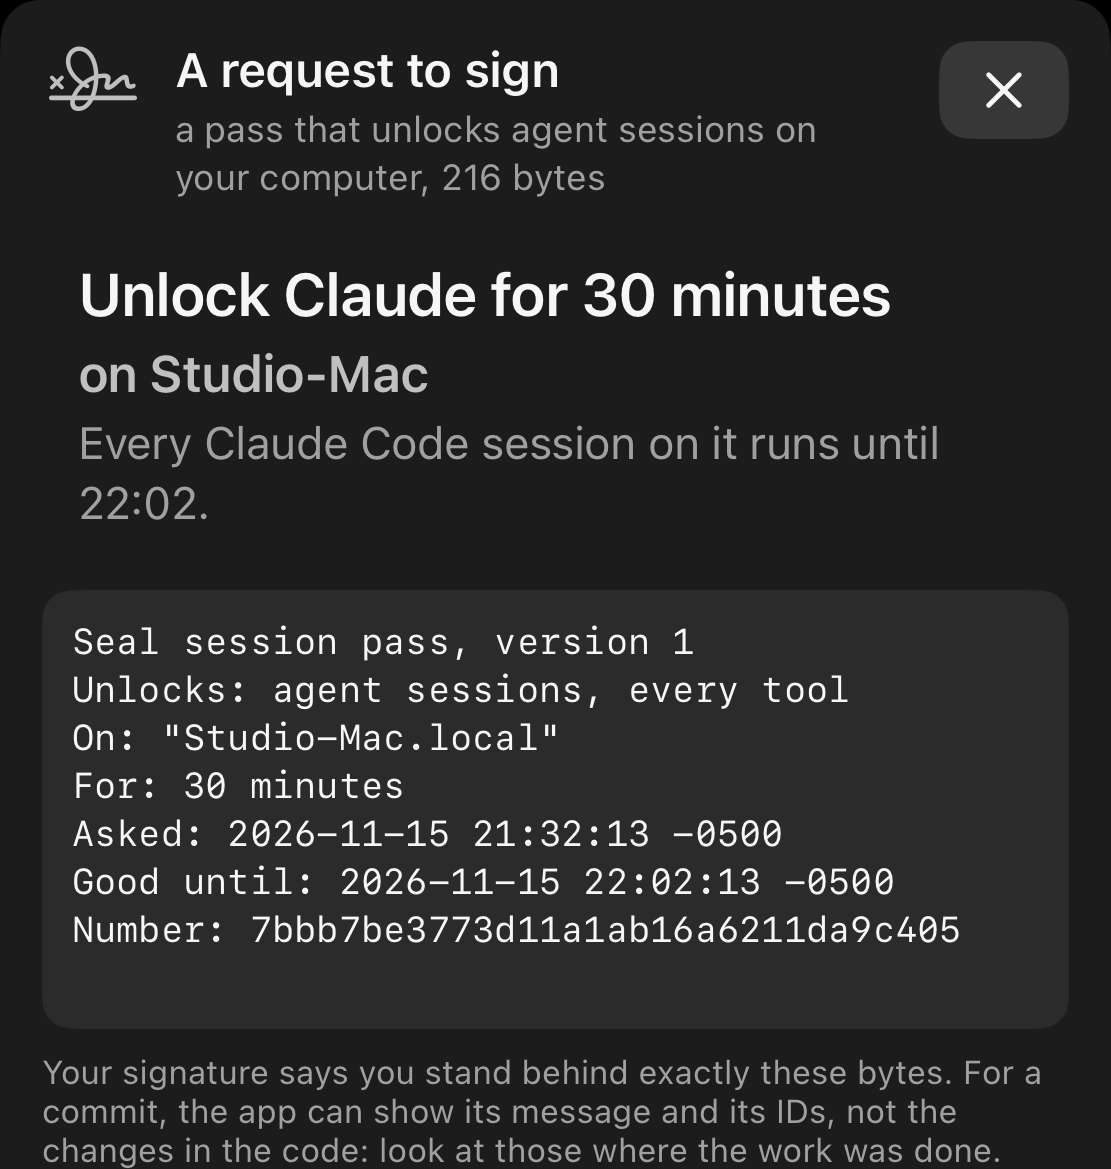 A request to sign
a pass that unlocks agent sessions on
your computer, 216 bytes
Unlock Claude for 30 minutes
on Studio-Mac
Every Claude Code session on it runs until
22:02.
Seal session pass, version 1
Unlocks: agent sessions, every tool
On: "Studio-Mac.local"
For: 30 minutes
Asked: 2026-11-15 21:32:13 -0500
Good until: 2026-11-15 22:02:13 -0500
Number: 7bbb7be3773d11a1ab16a6211da9c405
Your signature says you stand behind exactly these bytes. For a
commit, the app can show its message and its IDs, not the
changes in the code: look at those where the work was done.